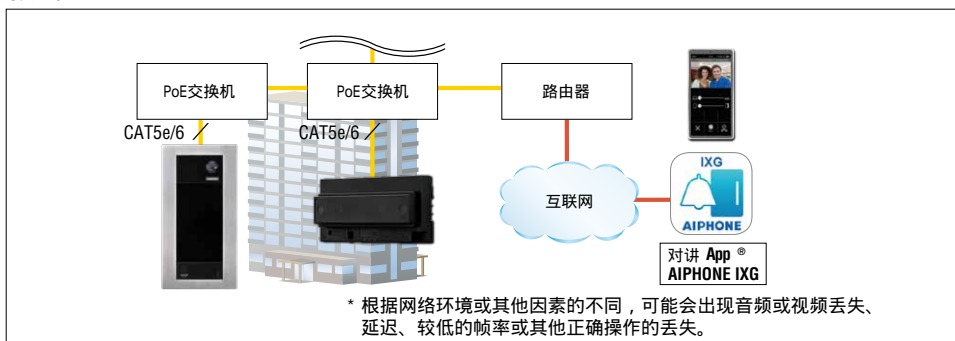 PoE交换机
PoE交换机
路由器
CAT5e/6
CAT5e/6
互联网
IXG
AIPHONE
对讲 App ®
AIPHONE IXG
* 根据网络环境或其他因素的不同，可能会出现音频或视频丢失、
延迟、较低的帧率或其他正确操作的丢失。